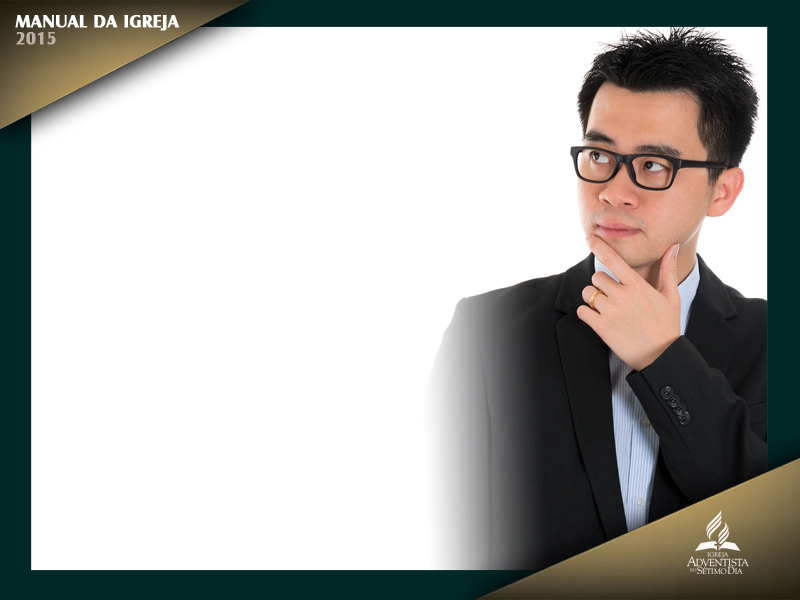 MANUAL DA IGREJA
2015
IGREJA
ADVENTISTA
DO SÉTIMO DIA